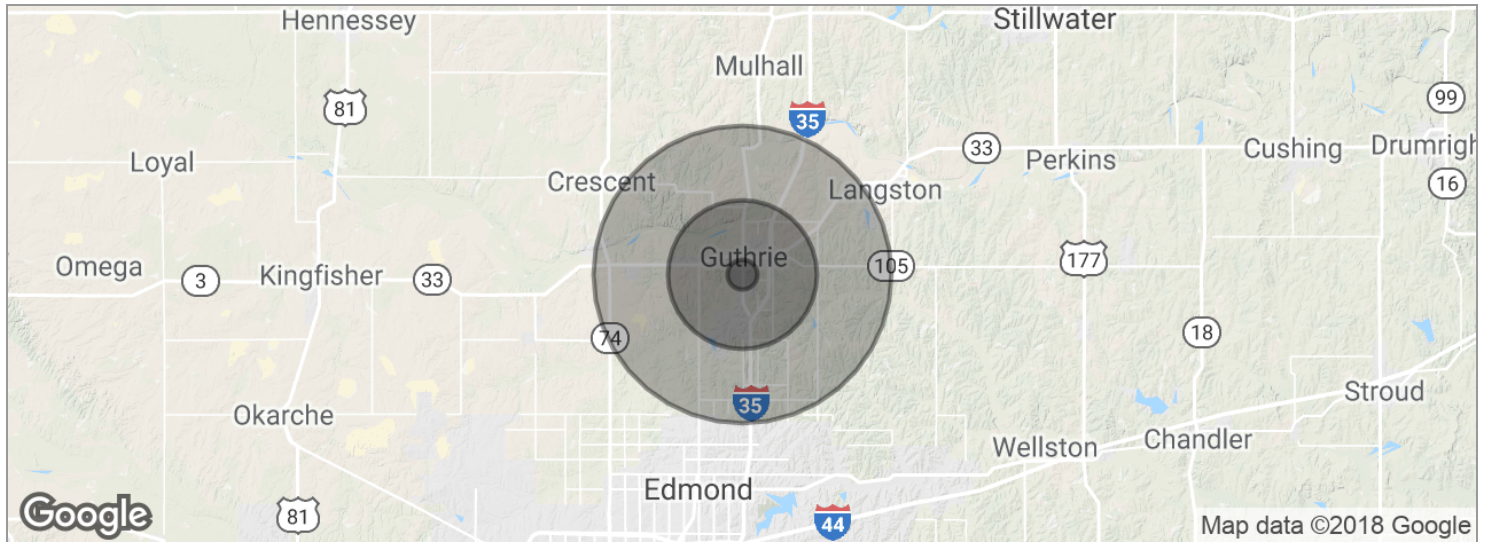 Hennessey
Stillwater
Mulhall
81
99
35
33
Cushing
Drumrigh
Perkins
Loyal
Crescent
Langston
16
Guthrie
177
Omega
105
Kingfisher
3
33
18
74
Stroud
35
Okarche
Wellston
Chandler
Edmond
Google
81
44
Map data ©2018 Google